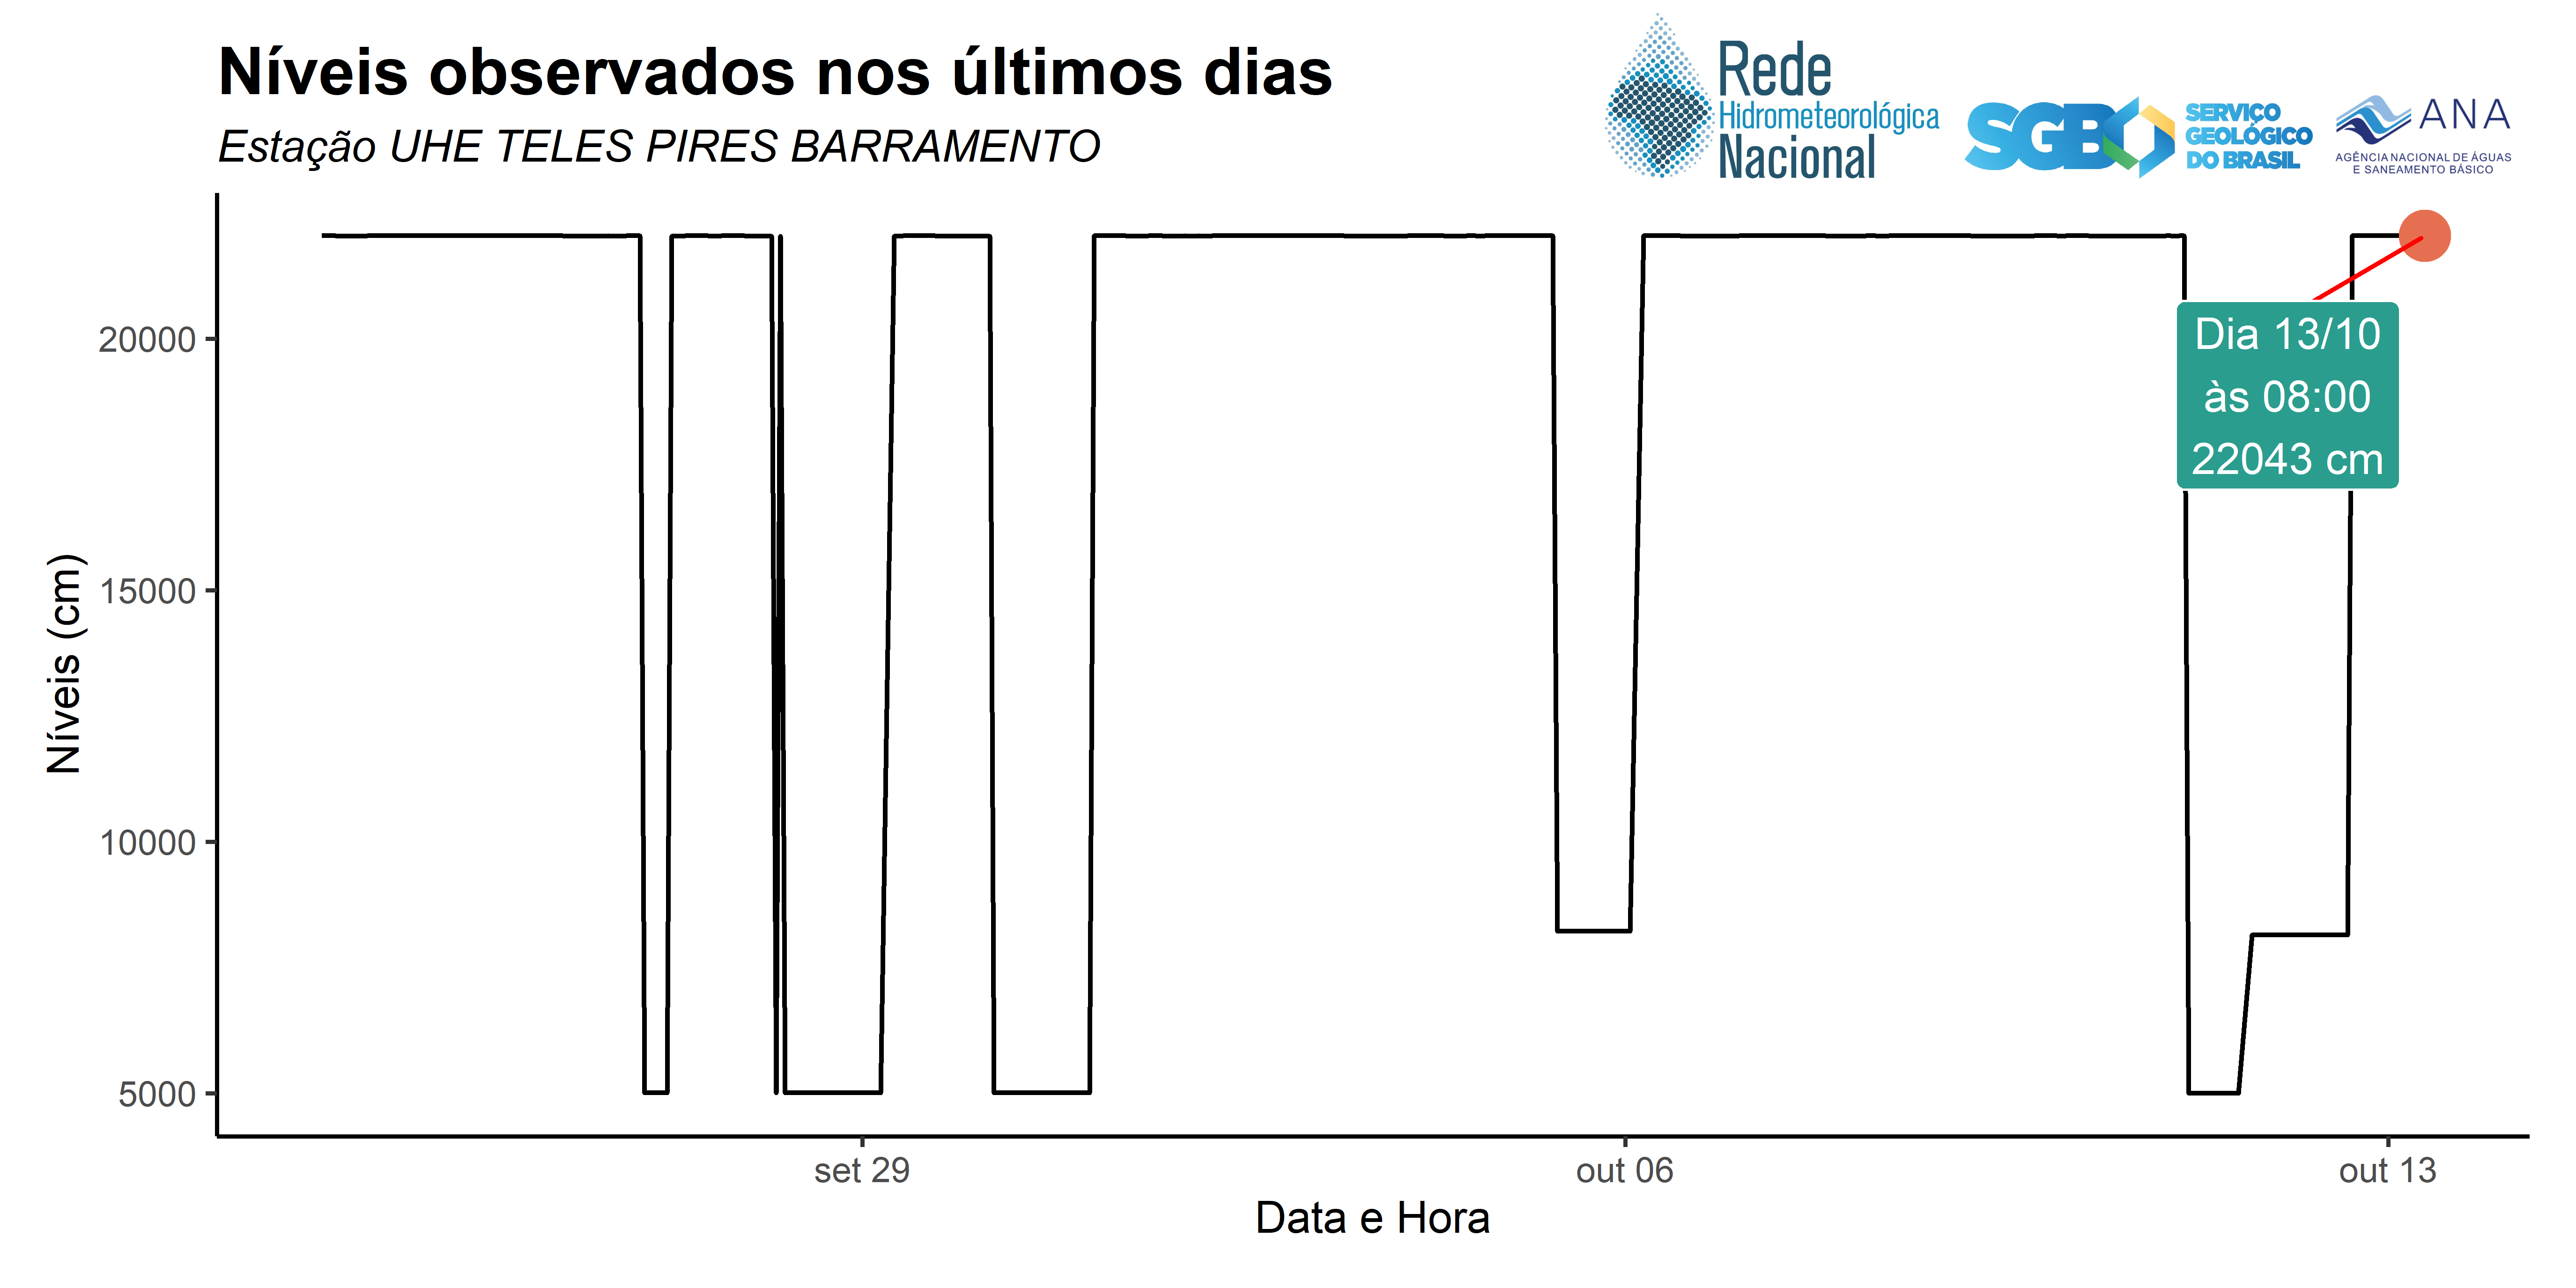 Níveis observados nos últimos dias
Estação UHE TELES PIRES BARRAMENTO
Rede
Hidrometeorológica
Nacional
SGB
SERVIÇO
GEOLÓGICO
DO BRASIL
ANA
AGÊNCIA NACIONAL DE ÁGUAS
E SANEAMENTO BÁSICO
Níveis (cm)
20000
15000
10000
5000
Dia 13/10
às 08:00
22043 cm
set 29
out 06
out 13
Data e Hora